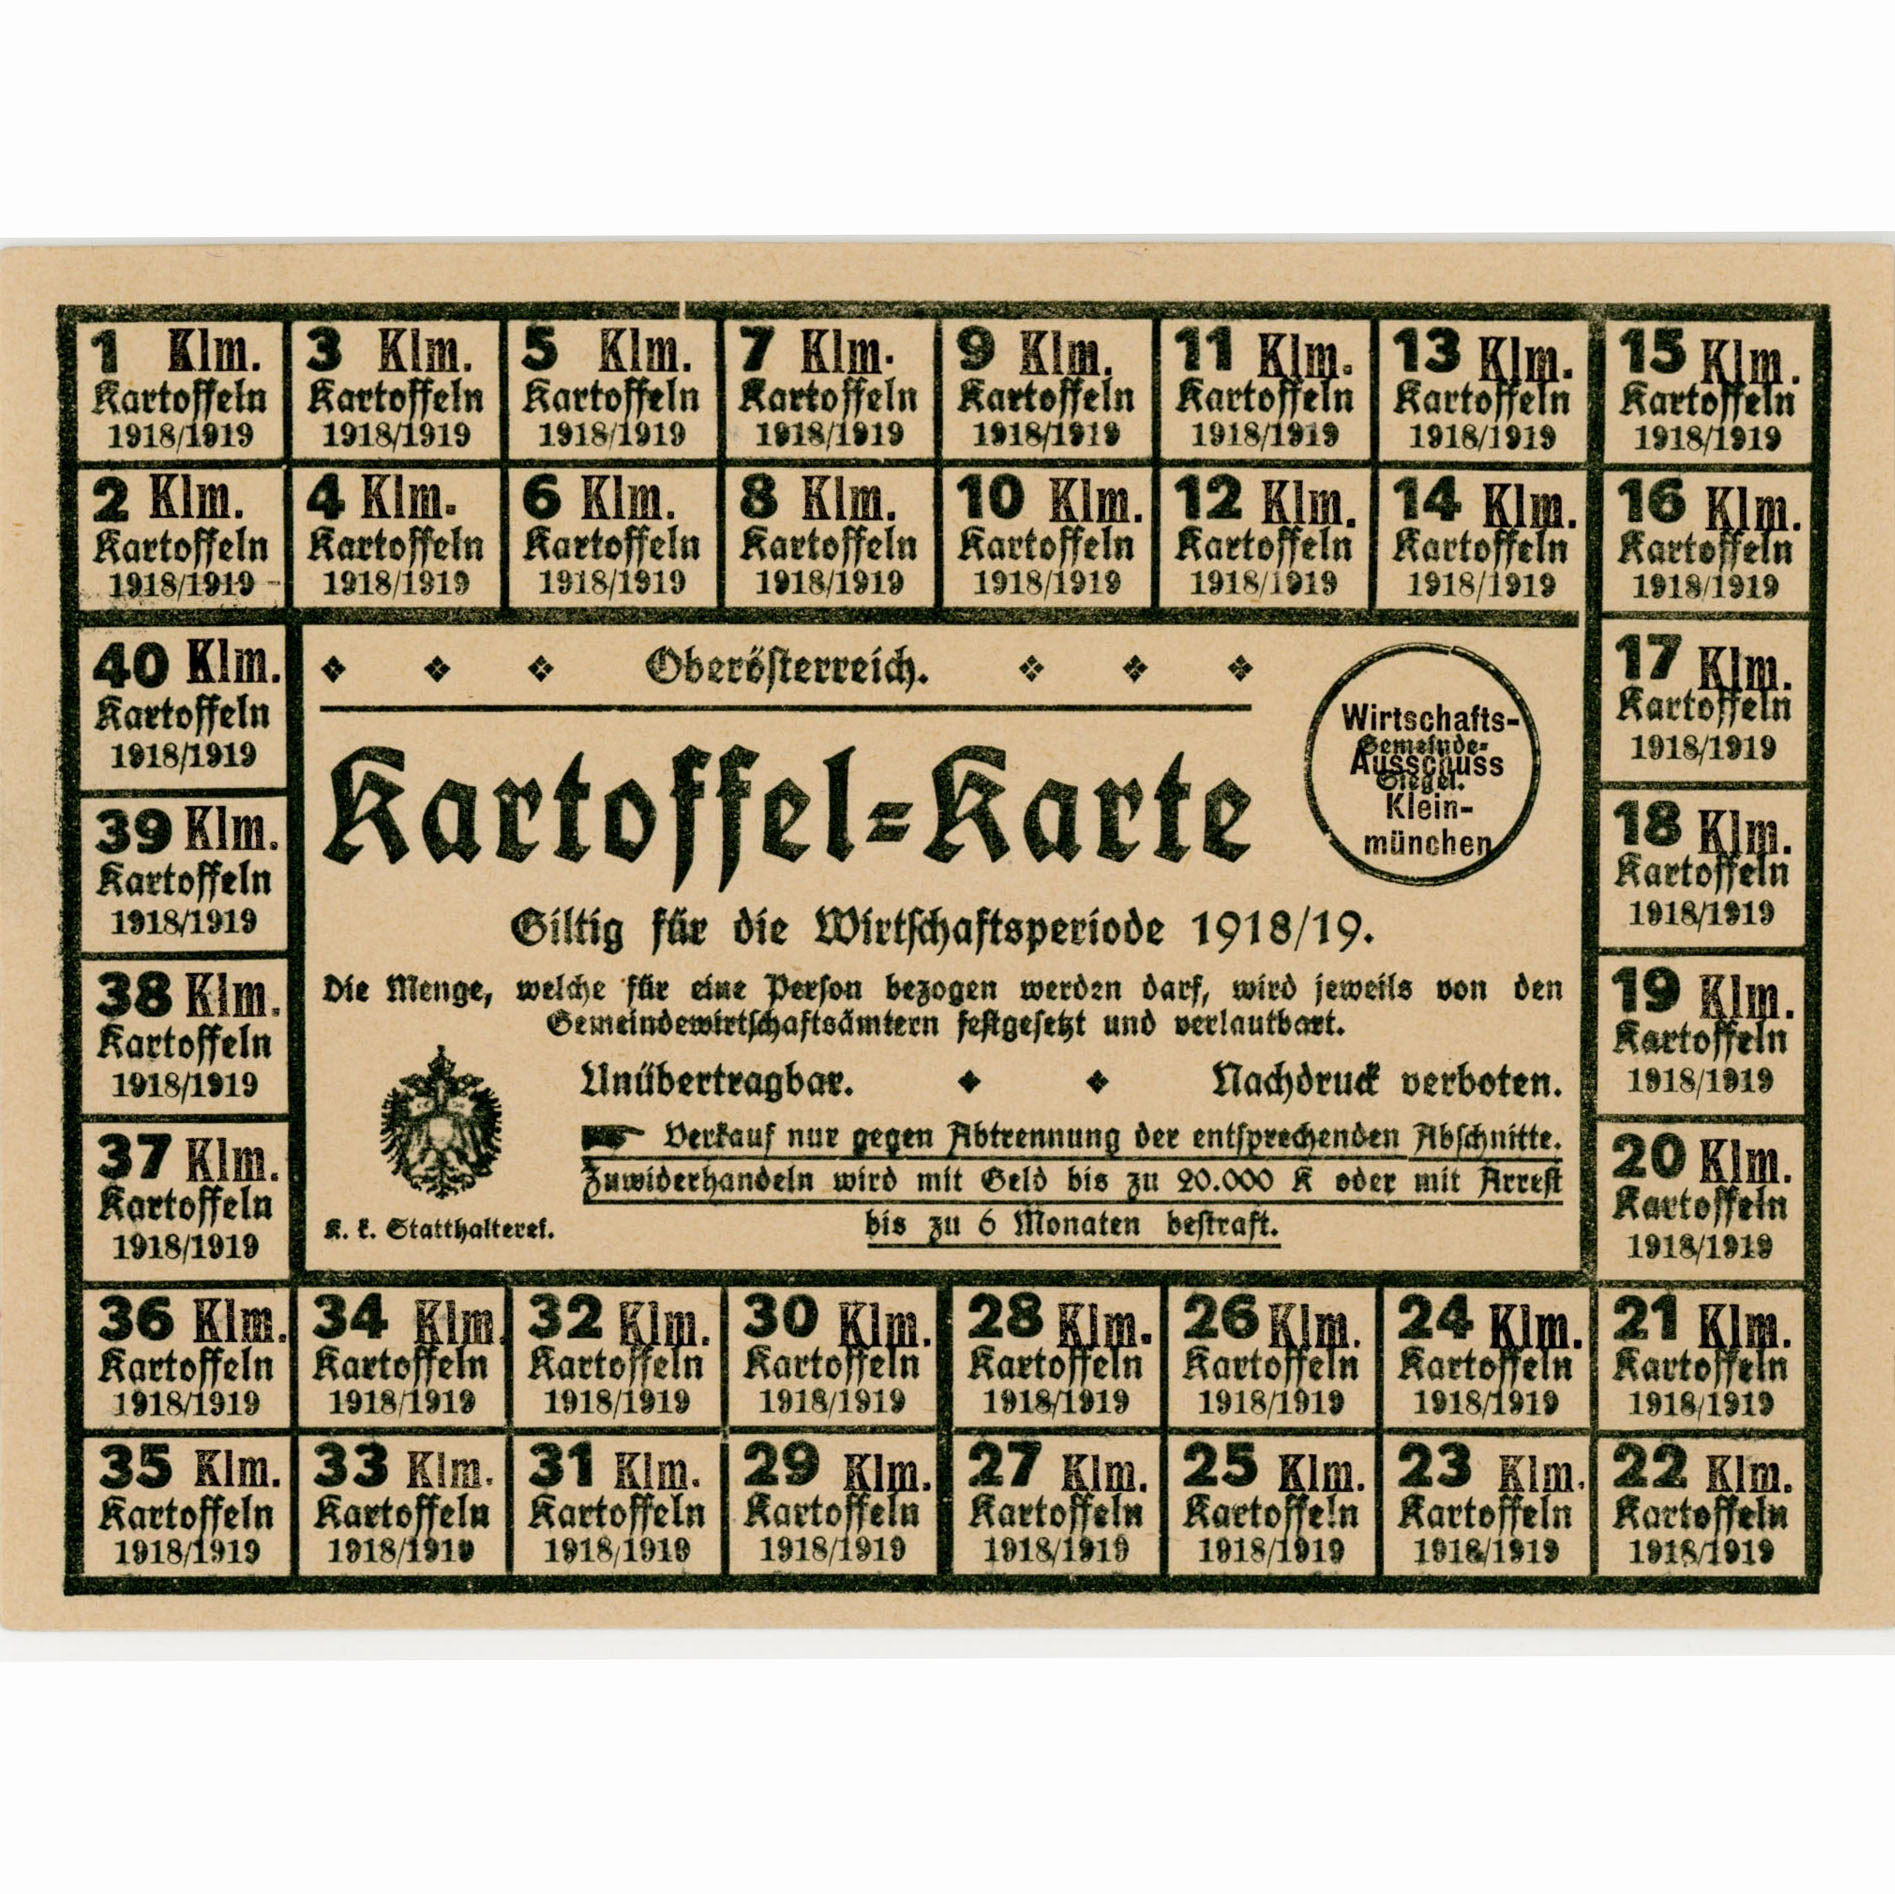 1 Klm. 3 Klm. 5 Klm. 7 Klm. 9 Klm. 11 Klm. 13 Klm. 15 Klm.
Kartoffeln Kartoffeln Kartoffeln Kartoffeln Kartoffeln Kartoffeln Kartoffeln Kartoffeln
1918/1919 1918/1919 1918/1919 1918/1919 1918/1919 1918/1919 1918/1919 1918/1919
2 Klm. 4 Klm. 6 Klm. 8 Klm. 10 Klm. 12 Klm. 14 Klm. 16 Klm.
Kartoffeln Kartoffeln Kartoffeln Kartoffeln Kartoffeln Kartoffeln Kartoffeln Kartoffeln
1918/1919 1918/1919 1918/1919 1918/1919 1918/1919 1918/1919 1918/1919 1918/1919
40 Klm.
Kartoffeln
1918/1919
39 Klm.
Kartoffeln
1918/1919
38 Klm.
Kartoffeln
1918/1919
37 Klm.
Kartoffeln
1918/1919
Oberösterreich.
Kartoffel-Karte
Wirtschafts-
Gemeinde-
Ausschuss
Siegel.
Klein-
münchen
Giltig für die Wirtschaftsperiode 1918/19.
Die Menge, welche für eine Person bezogen werden darf, wird jeweils von den
Gemeindewirtschaftsämtern festgesetzt und verlautbart.
Unübertragbar. Nachdruck verboten.
Verkauf nur gegen Abtrennung der entsprechenden Abschnitte.
Zuwiderhandeln wird mit Geld bis zu 20.000 K oder mit Arrest
bis zu 6 Monaten bestraft.
K. k. Statthalterei.
17 Klm.
Kartoffeln
1918/1919
18 Klm.
Kartoffeln
1918/1919
19 Klm.
Kartoffeln
1918/1919
20 Klm.
Kartoffeln
1918/1919
36 Klm. 34 Klm. 32 Klm. 30 Klm. 28 Klm. 26 Klm. 24 Klm. 21 Klm.
Kartoffeln Kartoffeln Kartoffeln Kartoffeln Kartoffeln Kartoffeln Kartoffeln Kartoffeln
1918/1919 1918/1919 1918/1919 1918/1919 1918/1919 1918/1919 1918/1919 1918/1919
35 Klm. 33 Klm. 31 Klm. 29 Klm. 27 Klm. 25 Klm. 23 Klm. 22 Klm.
Kartoffeln Kartoffeln Kartoffeln Kartoffeln Kartoffeln Kartoffeln Kartoffeln Kartoffeln
1918/1919 1918/1919 1918/1919 1918/1919 1918/1919 1918/1919 1918/1919 1918/1919